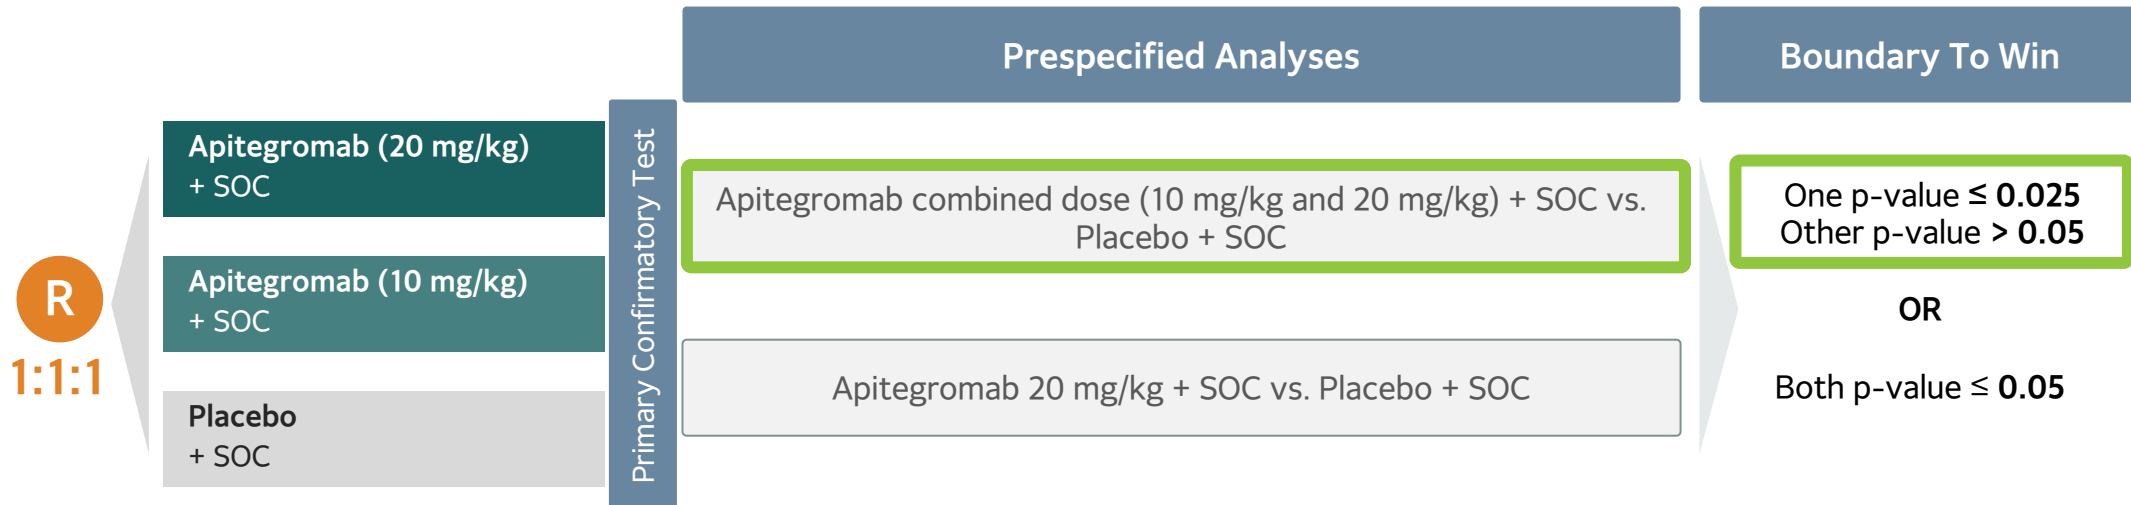 Prespecified Analyses
Boundary To Win
R
1:1:1
Apitegromab (20 mg/kg)
+ SOC
Apitegromab (10 mg/kg)
+ SOC
Placebo
+ SOC
Primary Confirmatory Test
Apitegromab combined dose (10 mg/kg and 20 mg/kg) + SOC vs.
Placebo + SOC
Apitegromab 20 mg/kg + SOC vs. Placebo + SOC
One p-value ≤ 0.025
Other p-value > 0.05
OR
Both p-value ≤ 0.05